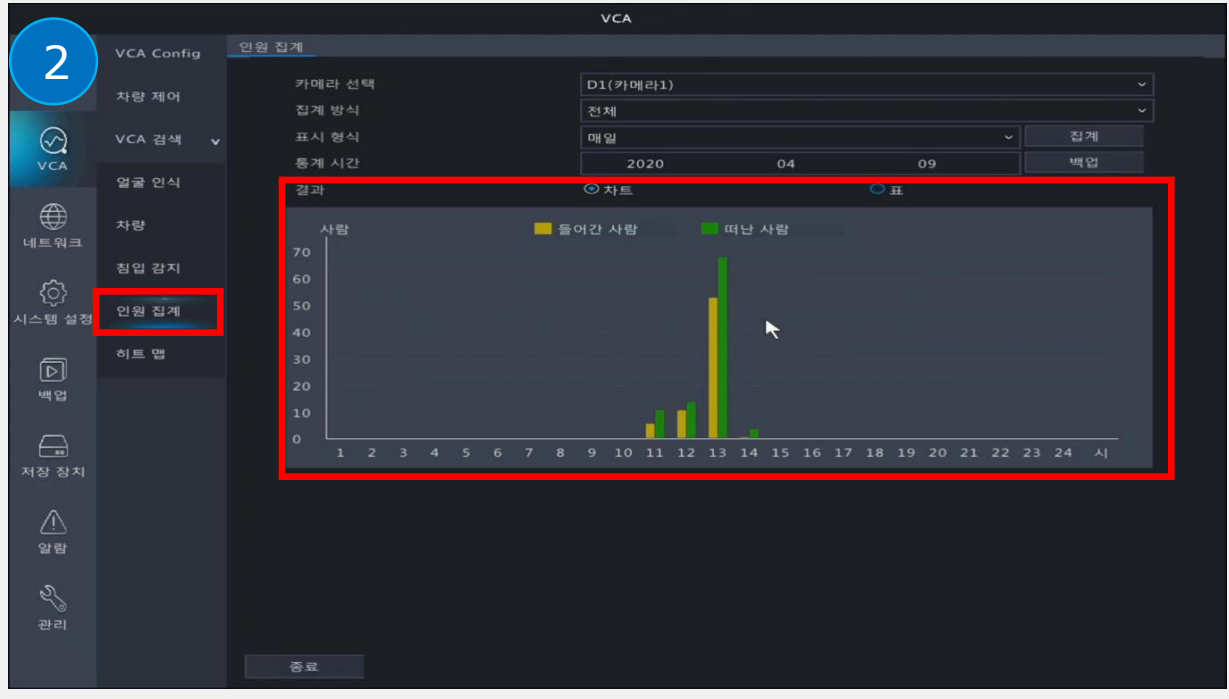 VCA
2
VCA
네트워크
시스템 설정
백업
저장 장치
알람
관리
VCA Config
차량 제어
VCA 검색
얼굴 인식
차량
침입 감지
인원 집계
히트 맵
인원 집계
카메라 선택 D1(카메라1)
집계 방식 전체
표시 형식 매일 집계
통계 시간 2020 04 09 백업
결과 차트 표
사람 들어간 사람 떠난 사람
70
60
50
40
30
20
10
0
1 2 3 4 5 6 7 8 9 10 11 12 13 14 15 16 17 18 19 20 21 22 23 24 시
종료